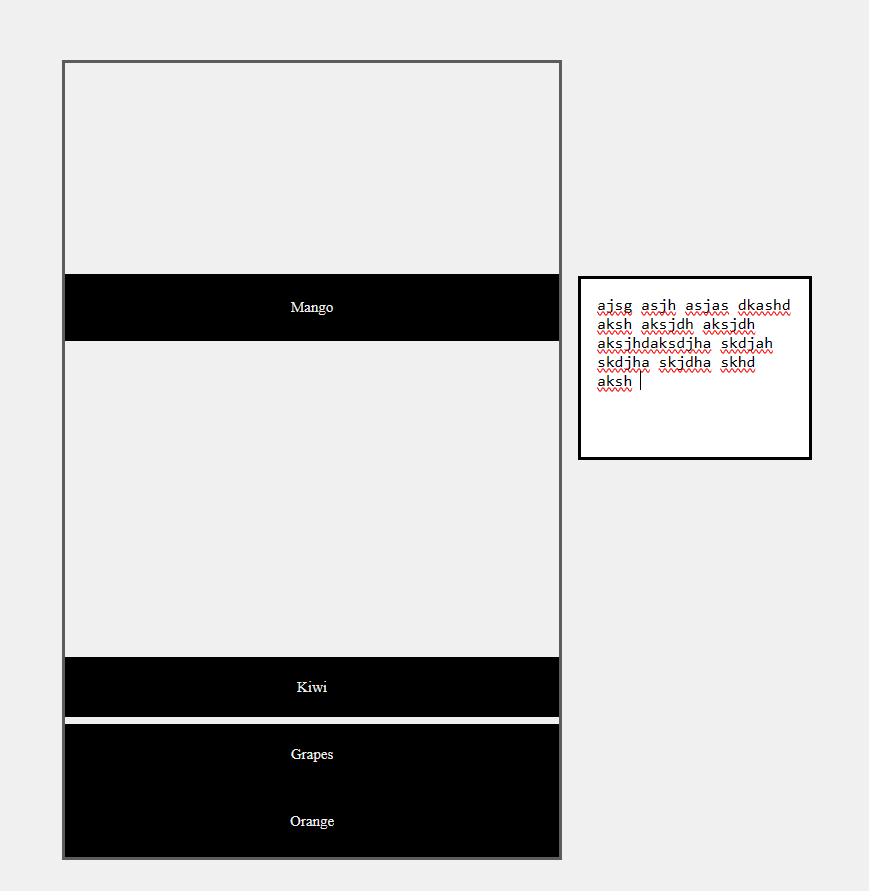 Mango
ajsg asjh asjas dkashd
aksh aksjdh aksjdh
aksjhdaksdjha skdjah
skdjha skjdha skhd
aksh
Kiwi
Grapes
Orange